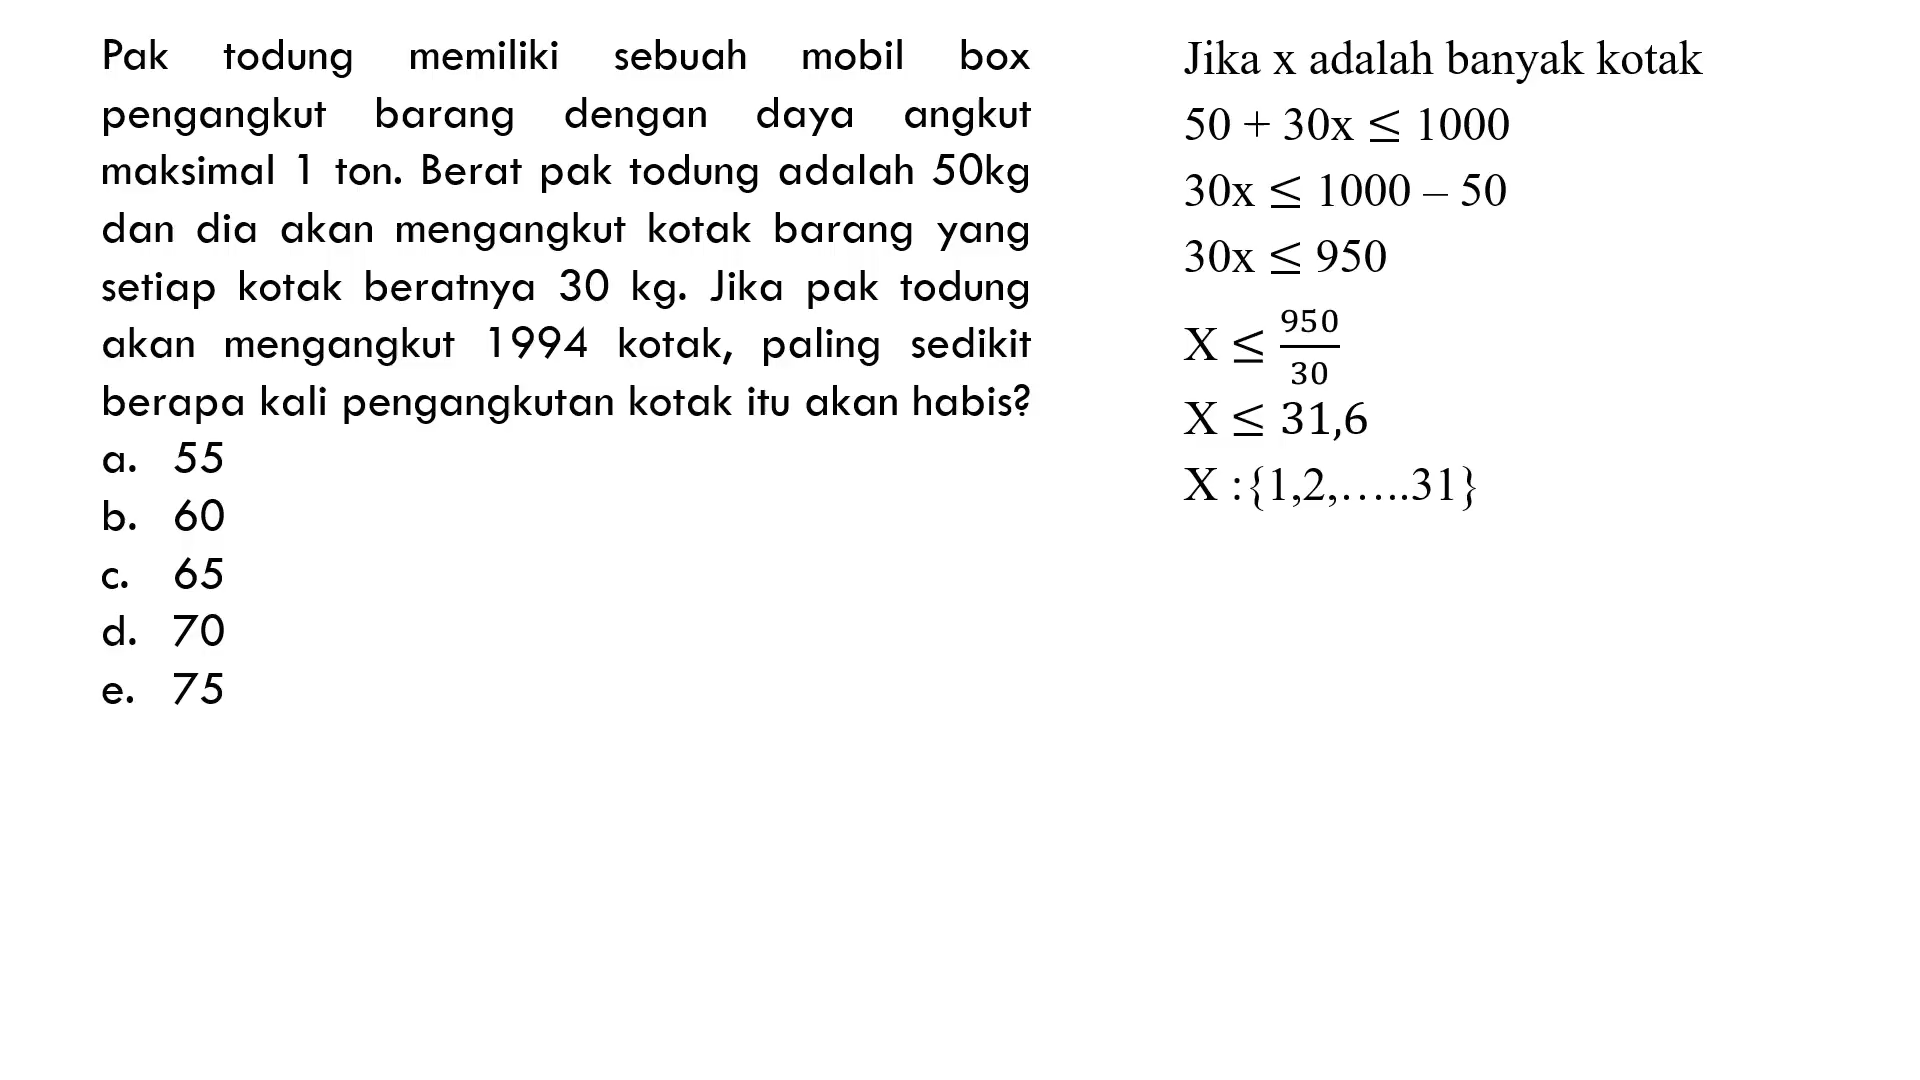 Pak todung memiliki sebuah mobil box
pengangkut barang dengan daya angkut
maksimal 1 ton. Berat pak todung adalah 50kg
dan dia akan mengangkut kotak barang yang
setiap kotak beratnya 30 kg. Jika pak todung
akan mengangkut 1994 kotak, paling sedikit
berapa kali pengangkutan kotak itu akan habis?
a. 55
b. 60
c. 65
d. 70
e. 75
Jika x adalah banyak kotak
50 + 30x ≤ 1000
30x ≤ 1000 – 50
30x ≤ 950
X ≤ 950/30
X ≤ 31,6
X :{1,2,…..31}